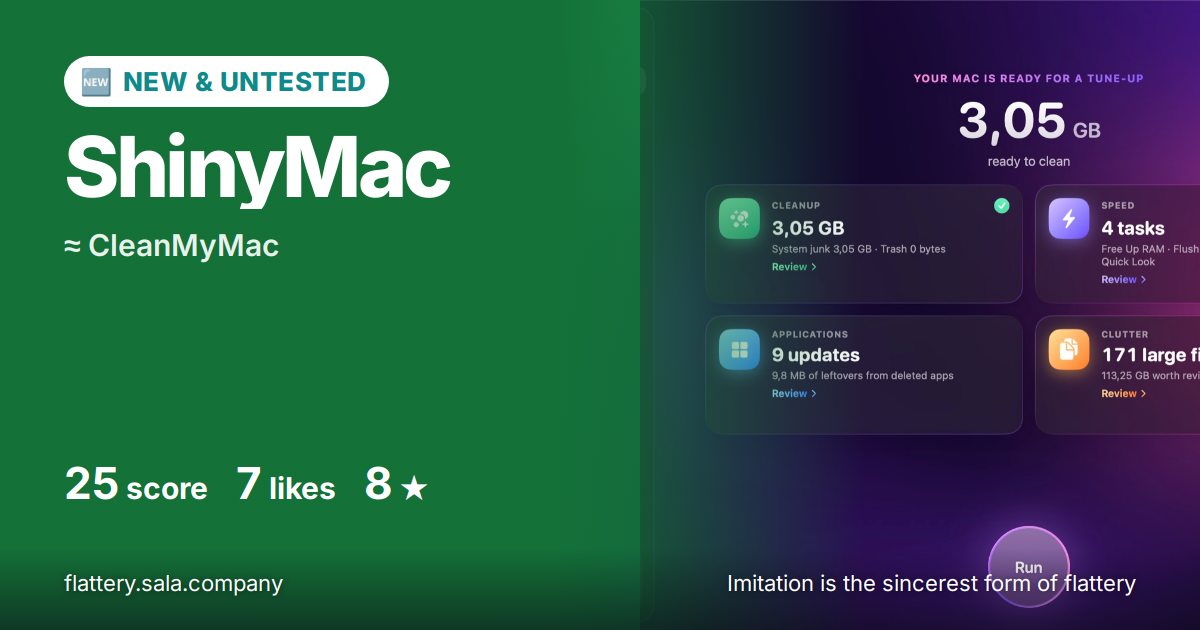 NEW
NEW & UNTESTED
ShinyMac
≈ CleanMyMac
25 score 7 likes 8 ★
flattery.sala.company
YOUR MAC IS READY FOR A TUNE-UP
3,05 GB
ready to clean
CLEANUP
3,05 GB
System junk 3,05 GB · Trash 0 bytes
Review >
SPEED
4 tasks
Free Up RAM · Flush
Quick Look
Review >
APPLICATIONS
9 updates
9,8 MB of leftovers from deleted apps
Review >
CLUTTER
171 large fi
113,25 GB worth revi
Review >
Run
Imitation is the sincerest form of flattery